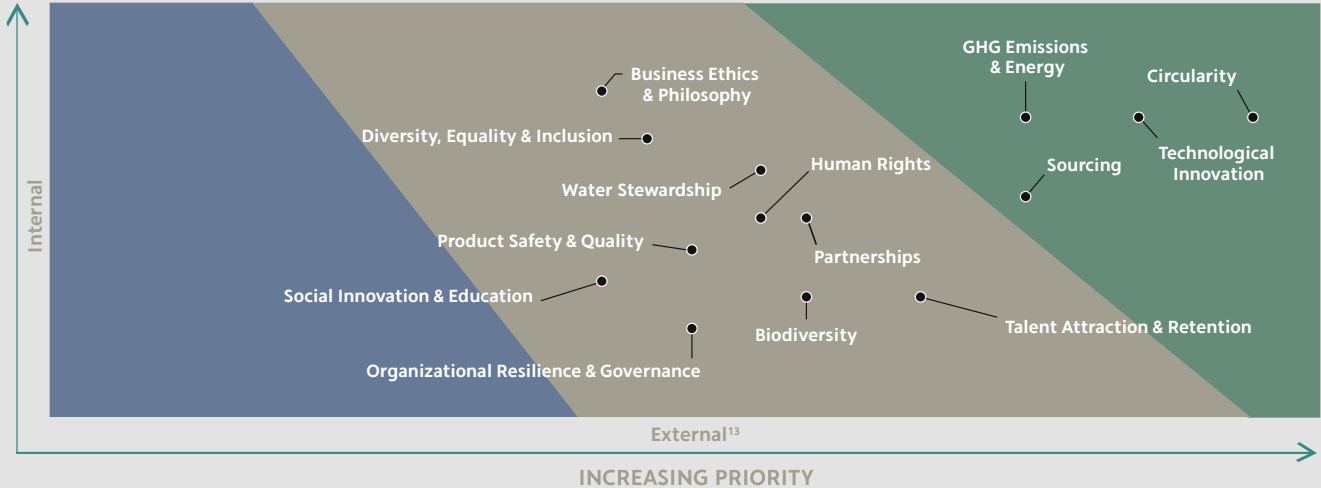 GHG Emissions
& Energy
Business Ethics
& Philosophy
Circularity
Diversity, Equality & Inclusion
Human Rights
Technological
Innovation
Sourcing
Water Stewardship
Internal
Product Safety & Quality
Partnerships
Social Innovation & Education
Talent Attraction & Retention
Biodiversity
Organizational Resilience & Governance
External¹³
INCREASING PRIORITY